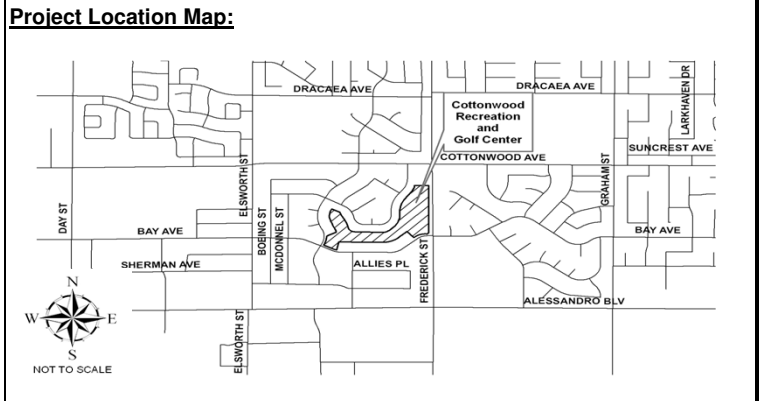 Project Location Map:
DRACAEA AVE
DRACAEA AVE
LARKHAVEN DR
Cottonwood
Recreation
and
Golf Center
SUNCREST AVE
COTTONWOOD AVE
ELSWORTH ST
GRAHAM ST
DAY ST
BOEING ST
MCDONNEL ST
BAY AVE
BAY AVE
FREDERICK ST
SHERMAN AVE
ALLIES PL
ALESSANDRO BLV
ELSWORTH ST
N
W
E
S
NOT TO SCALE